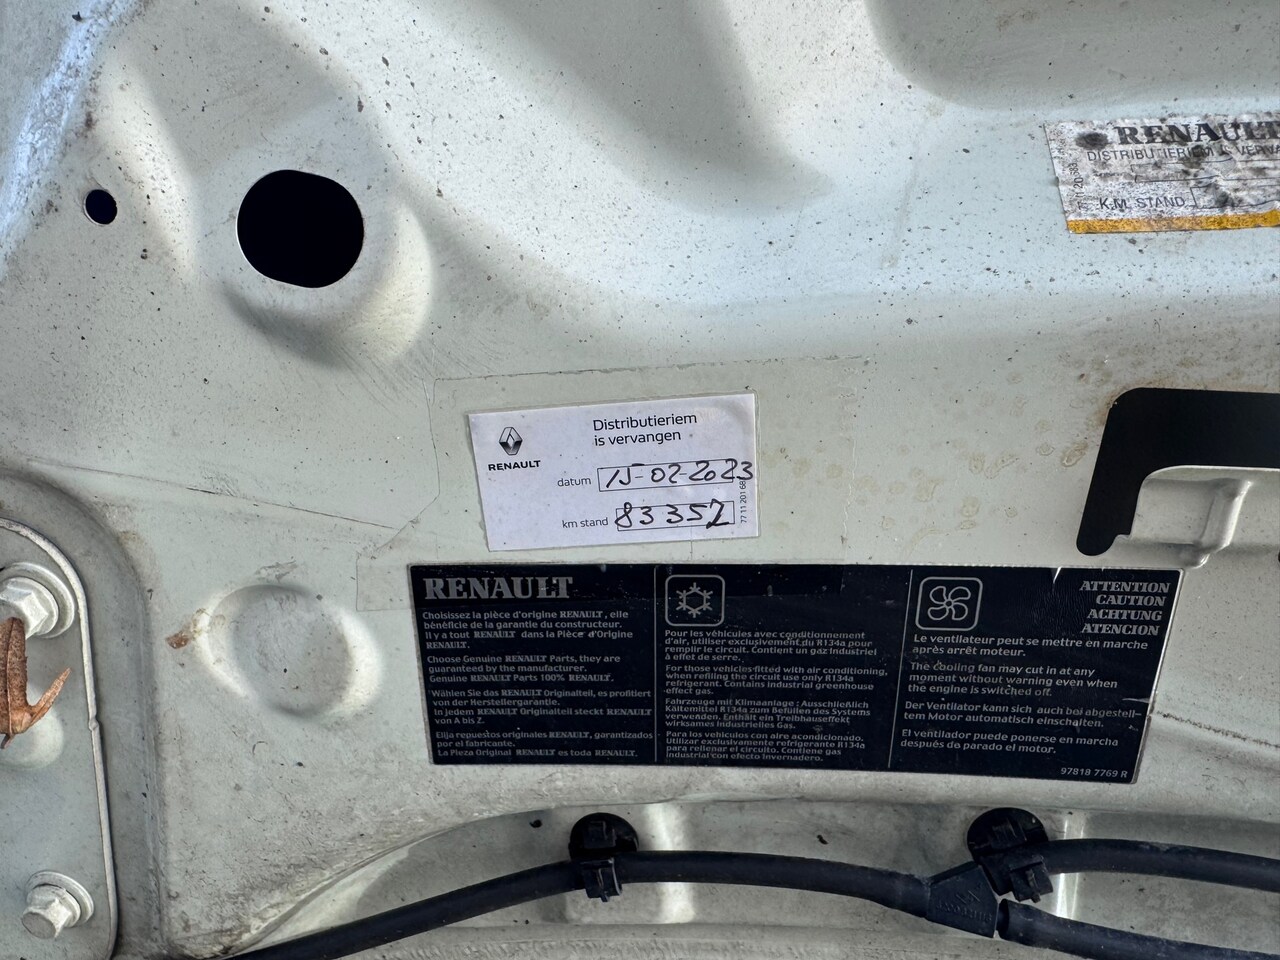 RENAULT
DISTRIBUTIERIEM IS
K.M. STAND
Distributieriem
is vervangen
RENAULT
datum 15-02-2023
km stand 83352
77 11 201 68
RENAULT
Choisissez la pièce d'origine RENAULT, elle
bénéficie de la garantie du constructeur.
Il y a tout RENAULT dans la Pièce d'Origine
RENAULT.
Choose Genuine RENAULT Parts, they are
guaranteed by the manufacturer.
Genuine RENAULT Parts 100% RENAULT.
Wählen Sie das RENAULT Originalteil, es profitiert
von der Herstellergarantie.
In jedem RENAULT Originalteil steckt RENAULT
von A bis Z.
Elija repuestos originales RENAULT, garantizados
por el fabricante.
La Pieza Original RENAULT es toda RENAULT.
Pour les véhicules avec conditionnement
d'air, utiliser exclusivement du R134a pour
remplir le circuit. Contient un gaz industriel
à effet de serre.
For those vehicles fitted with air conditioning,
when refilling the circuit use only R134a
refrigerant. Contains industrial greenhouse
effect gas.
Fahrzeuge mit Klimaanlage : Ausschließlich
Kältemittel R134a zum Befüllen des Systems
verwenden. Enthält ein Treibhauseffekt
wirksames Industrielles Gas.
Para los vehículos con aire acondicionado.
Utilizar exclusivamente refrigerante R134a
para rellenar el circuito. Contiene gas
industrial con efecto invernadero.
ATTENTION
CAUTION
ACHTUNG
ATENCION
Le ventilateur peut se mettre en marche
après arrêt moteur.
The cooling fan may cut in at any
moment without warning even when
the engine is switched off.
Der Ventilator kann sich auch bei abgestell-
tem Motor automatisch einschalten.
El ventilador puede ponerse en marcha
después de parado el motor.
97818 7769 R